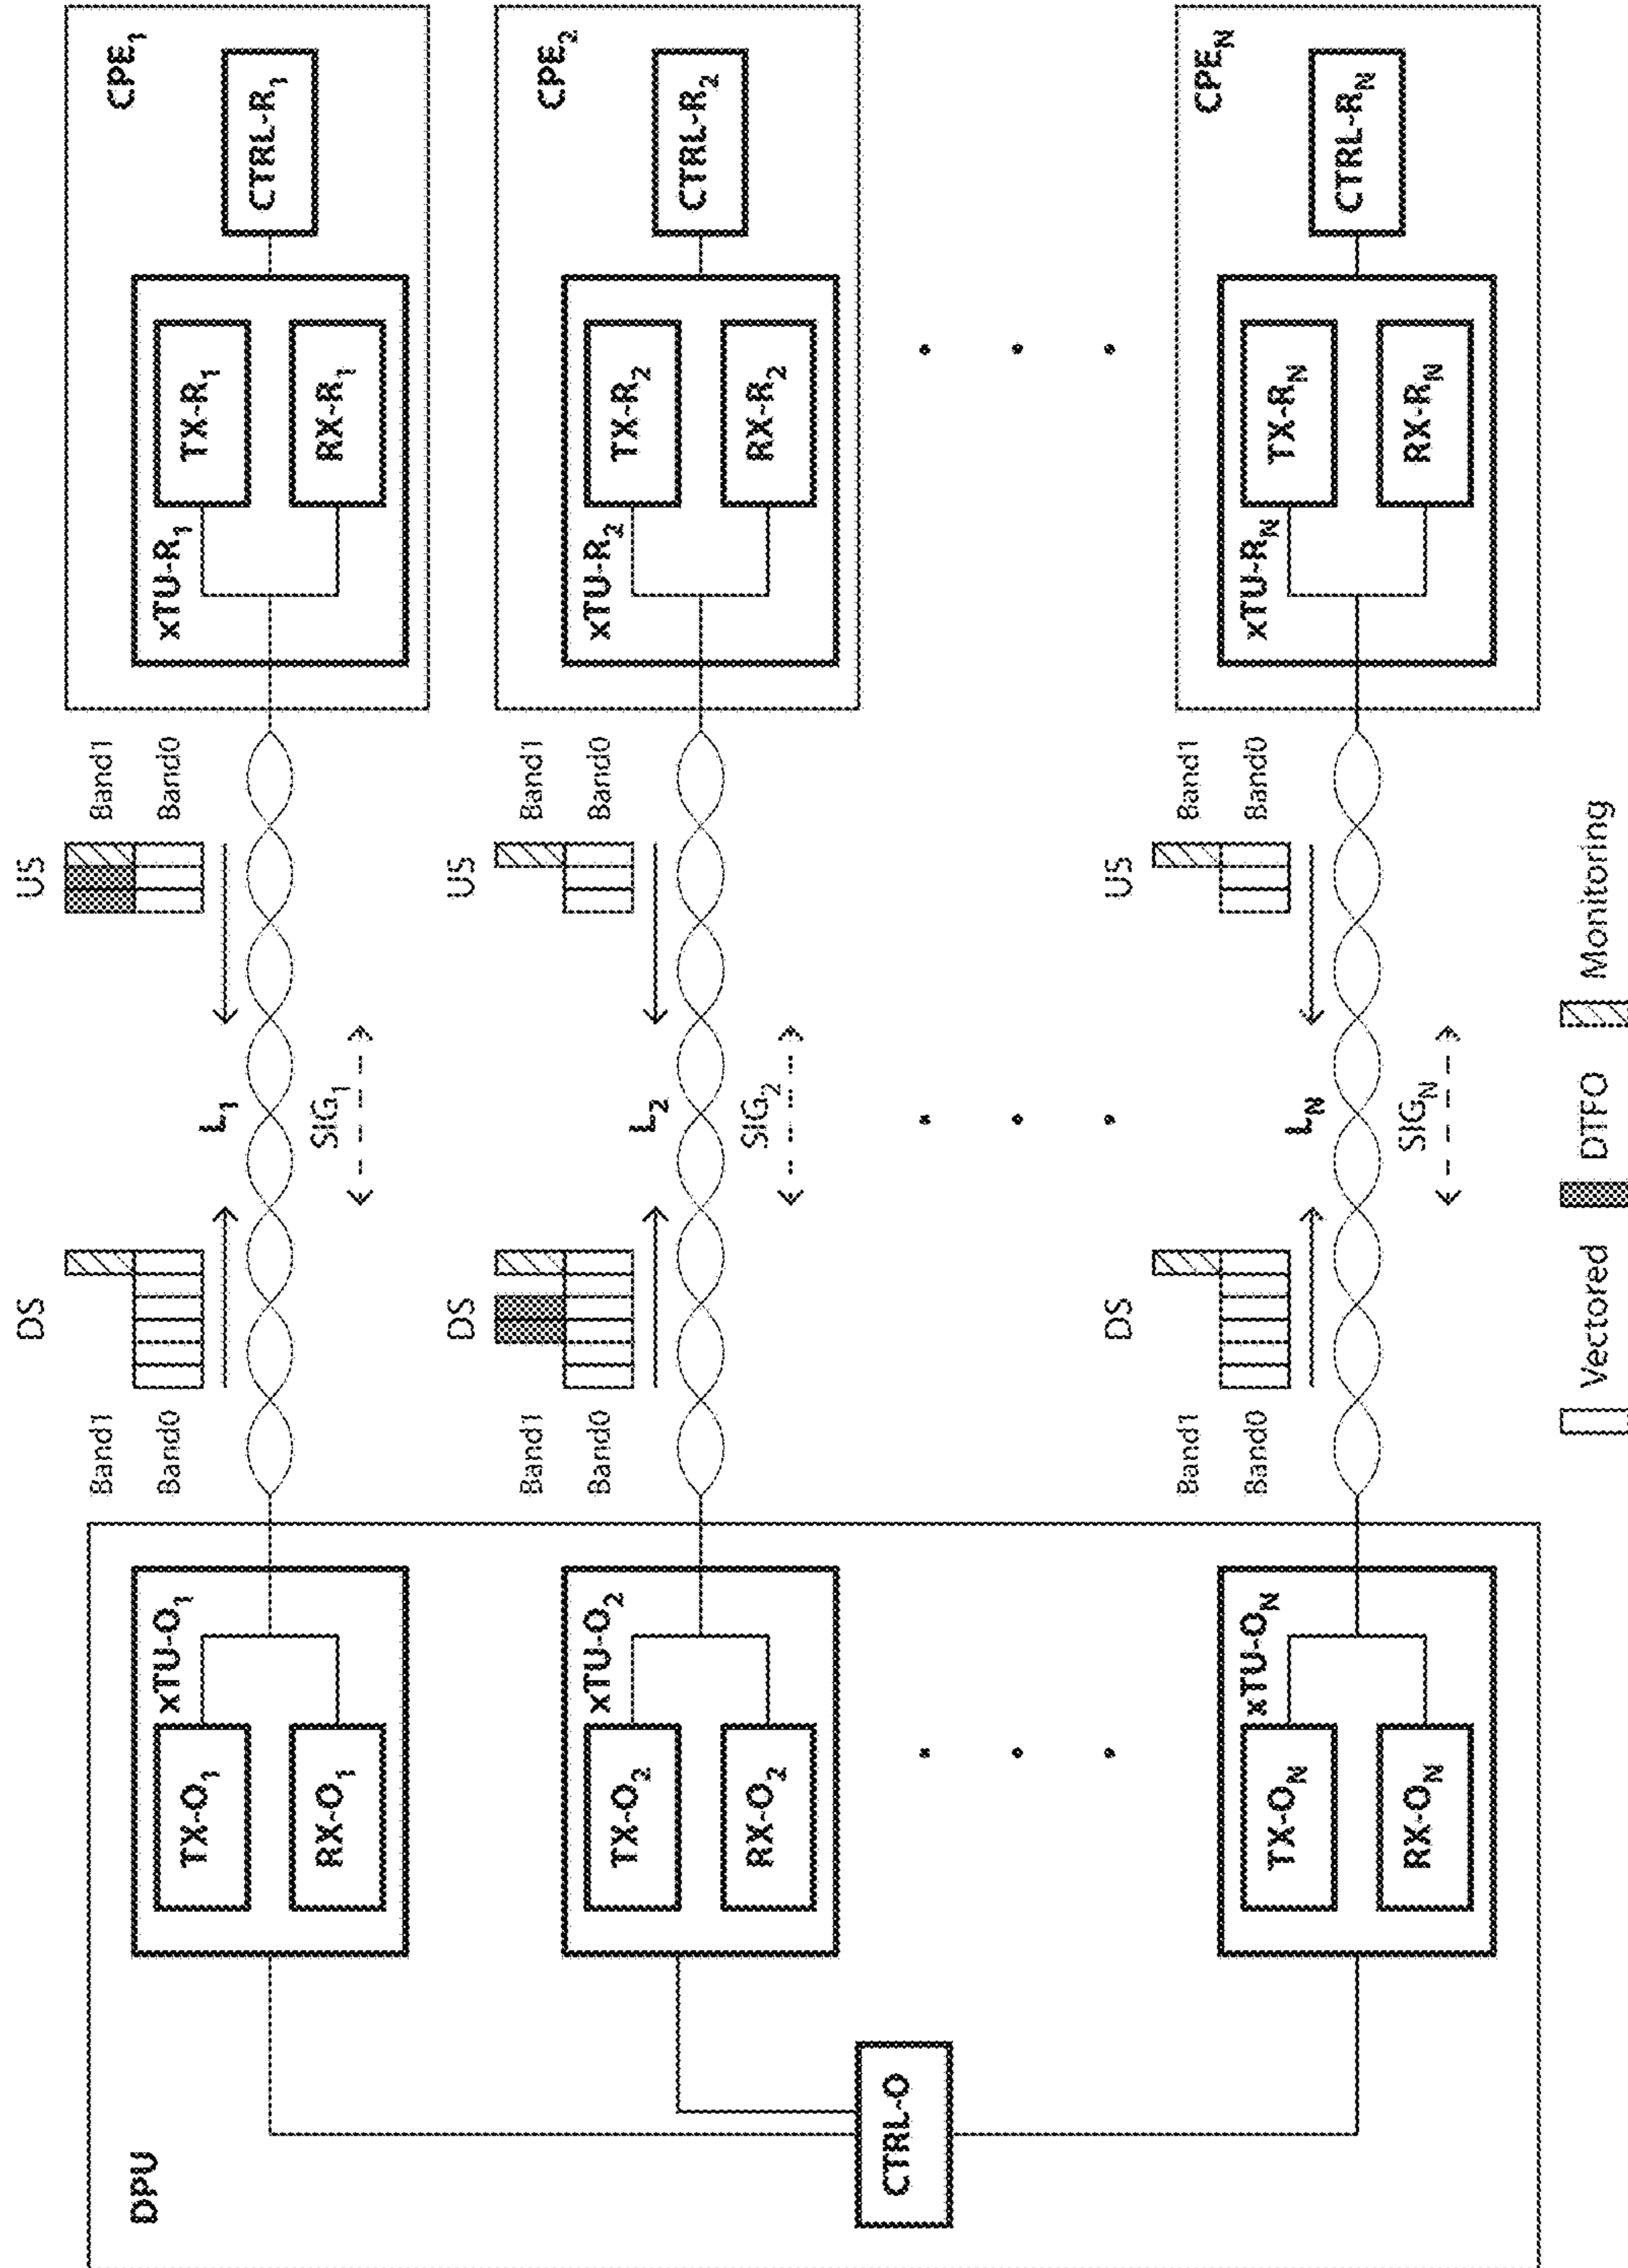 DPU
CTRL-O
xTU-O1
TX-O1
RX-O1
xTU-O2
TX-O2
RX-O2
xTU-ON
TX-ON
RX-ON
DS
Band1
Band0
US
Band1
Band0
L1
SIG1
DS
Band1
Band0
US
Band1
Band0
L2
SIG2
DS
Band1
Band0
US
Band1
Band0
LN
SIGN
CPE1
xTU-R1
TX-R1
RX-R1
CTRL-R1
CPE2
xTU-R2
TX-R2
RX-R2
CTRL-R2
CPEN
xTU-RN
TX-RN
RX-RN
CTRL-RN
Vectored DTFO Monitoring